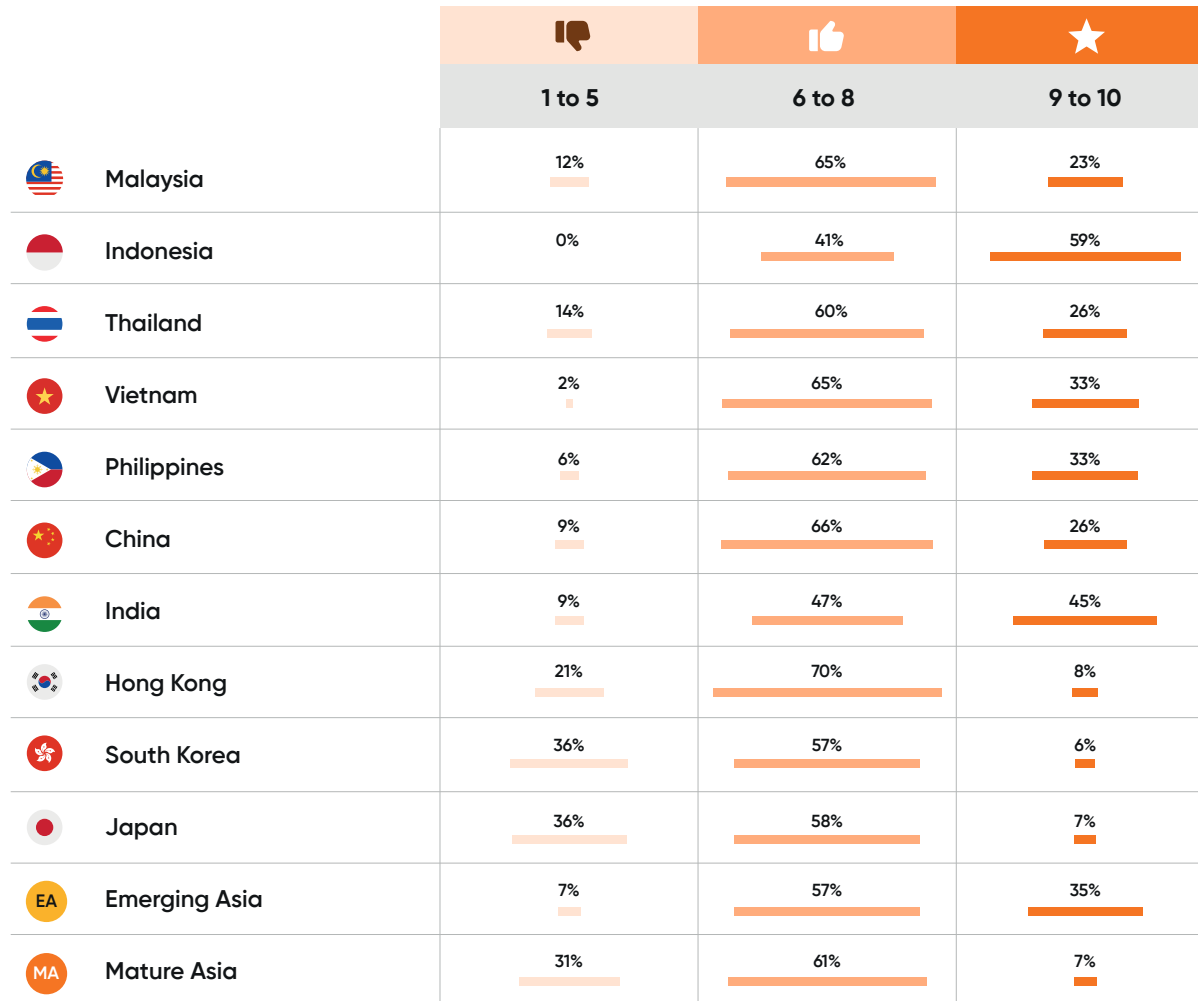 1 to 5 6 to 8 9 to 10
Malaysia 12% 65% 23%
Indonesia 0% 41% 59%
Thailand 14% 60% 26%
Vietnam 2% 65% 33%
Philippines 6% 62% 33%
China 9% 66% 26%
India 9% 47% 45%
Hong Kong 21% 70% 8%
South Korea 36% 57% 6%
Japan 36% 58% 7%
EA Emerging Asia 7% 57% 35%
MA Mature Asia 31% 61% 7%